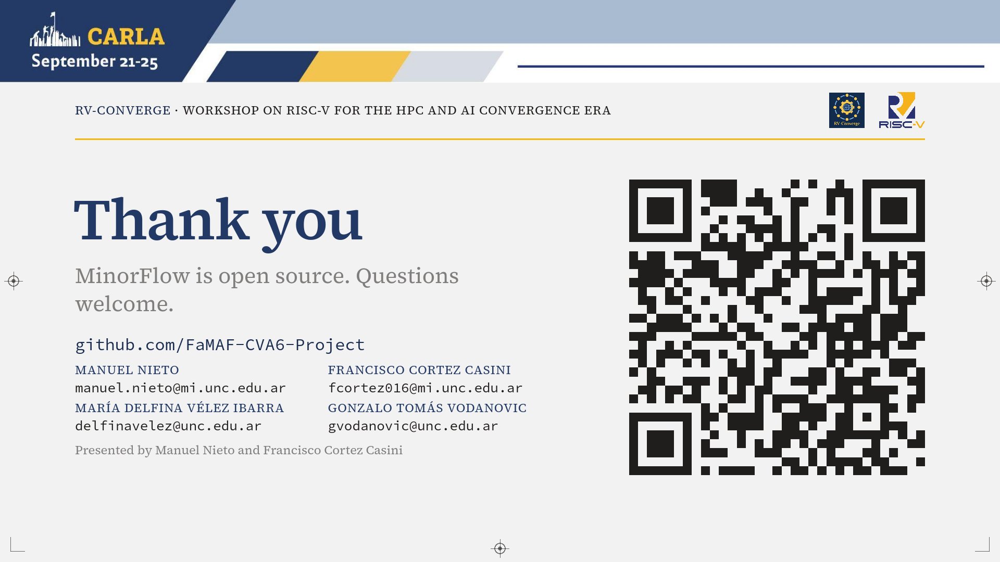 CARLA
September 21-25
RV-CONVERGE · WORKSHOP ON RISC-V FOR THE HPC AND AI CONVERGENCE ERA
AI
RV-Converge
RISC-V
Thank you
MinorFlow is open source. Questions
welcome.
github.com/FaMAF-CVA6-Project
MANUEL NIETO
manuel.nieto@mi.unc.edu.ar
FRANCISCO CORTEZ CASINI
fcortez016@mi.unc.edu.ar
MARÍA DELFINA VÉLEZ IBARRA
delfinavelez@unc.edu.ar
GONZALO TOMÁS VODANOVIC
gvodanovic@unc.edu.ar
Presented by Manuel Nieto and Francisco Cortez Casini